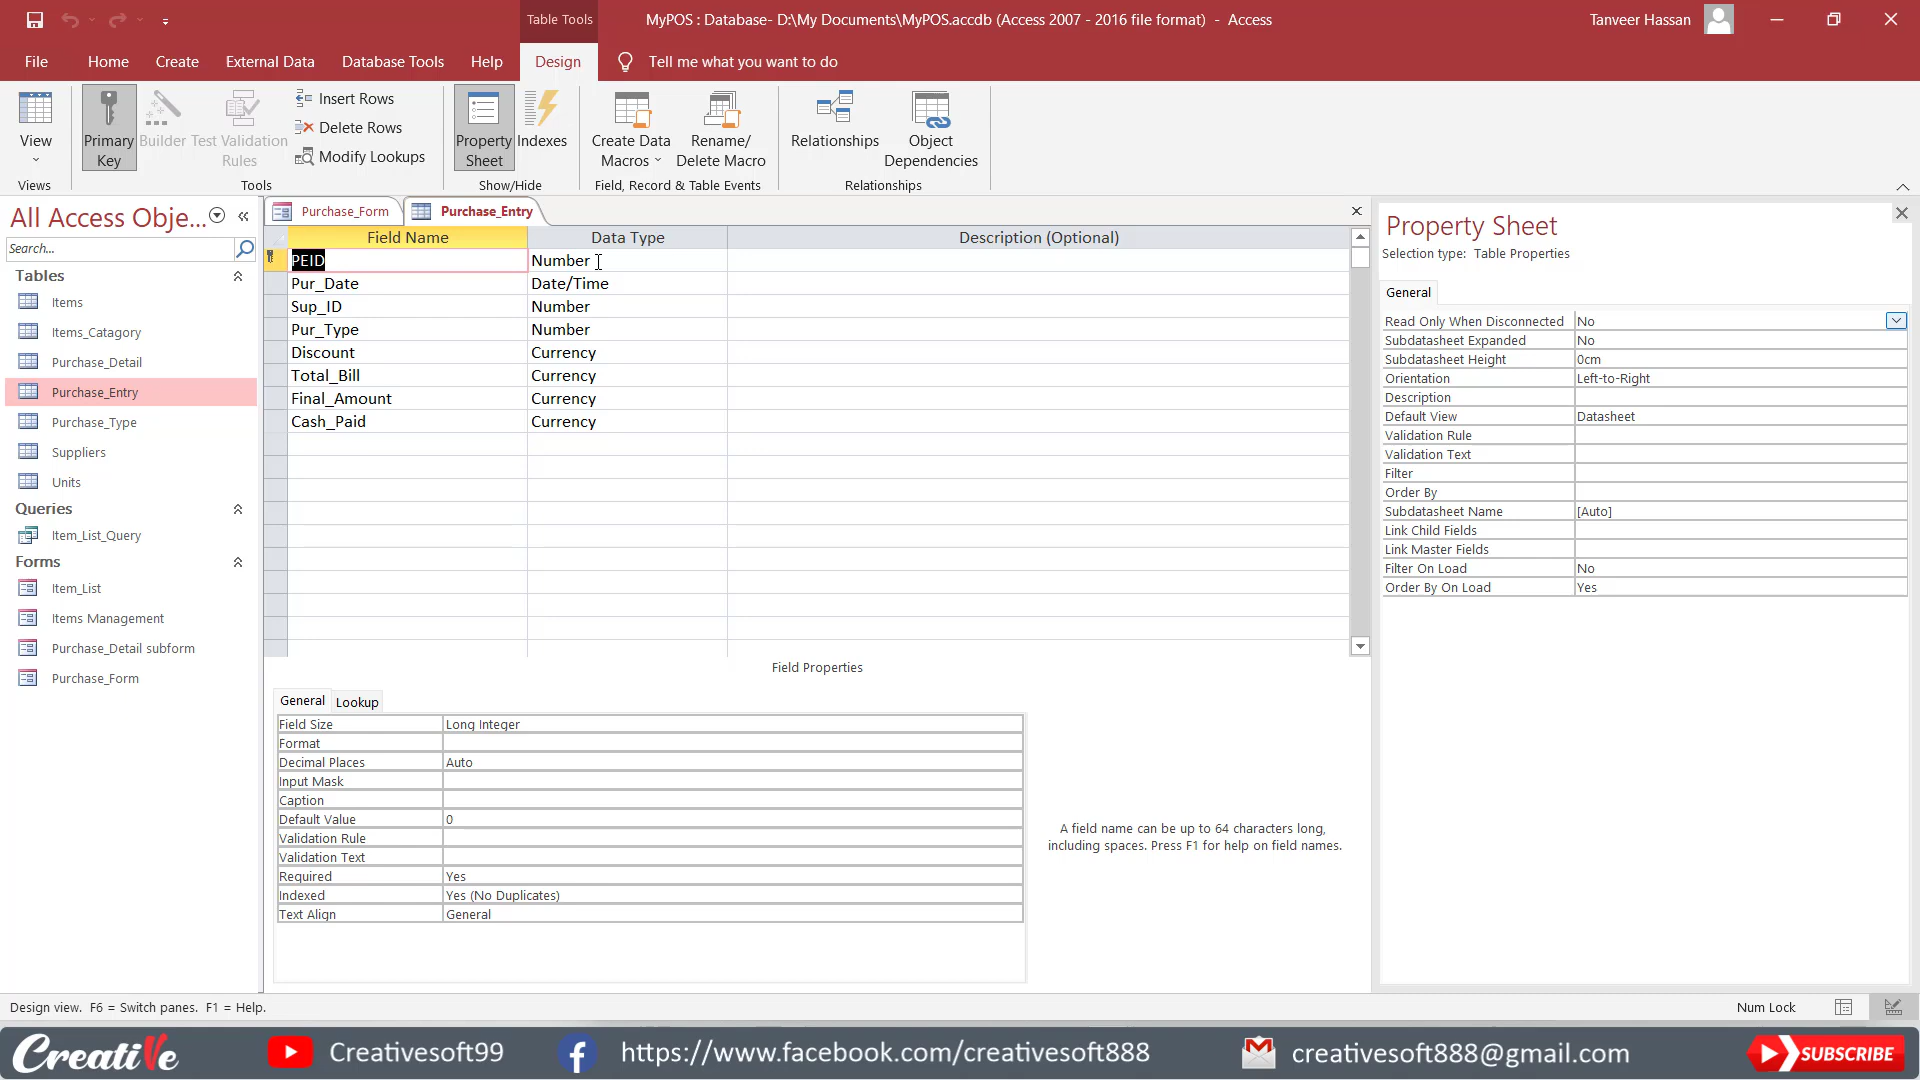 Table Tools
MyPOS : Database- D:\My Documents\MyPOS.accdb (Access 2007 - 2016 file format)  -  Access
Tanveer Hassan
File
Home
Create
External Data
Database Tools
Help
Design
Tell me what you want to do
View
Primary
Key
Builder
Test Validation
Rules
Insert Rows
Delete Rows
Modify Lookups
Property
Sheet
Indexes
Create Data
Macros
Rename/
Delete Macro
Relationships
Object
Dependencies
Views
Tools
Show/Hide
Field, Record & Table Events
Relationships
All Access Obje...
Search...
Tables
Items
Items_Catagory
Purchase_Detail
Purchase_Entry
Purchase_Type
Suppliers
Units
Queries
Item_List_Query
Forms
Item_List
Items Management
Purchase_Detail subform
Purchase_Form
Purchase_Form
Purchase_Entry
Field Name Data Type Description (Optional)
PEID Number
Pur_Date Date/Time
Sup_ID Number
Pur_Type Number
Discount Currency
Total_Bill Currency
Final_Amount Currency
Cash_Paid Currency
Field Properties
General Lookup
Field Size Long Integer
Format
Decimal Places Auto
Input Mask
Caption
Default Value 0
Validation Rule
Validation Text
Required Yes
Indexed Yes (No Duplicates)
Text Align General
A field name can be up to 64 characters long,
including spaces. Press F1 for help on field names.
Property Sheet
Selection type:  Table Properties
General
Read Only When Disconnected No
Subdatasheet Expanded No
Subdatasheet Height 0cm
Orientation Left-to-Right
Description
Default View Datasheet
Validation Rule
Validation Text
Filter
Order By
Subdatasheet Name [Auto]
Link Child Fields
Link Master Fields
Filter On Load No
Order By On Load Yes
Design view.  F6 = Switch panes.  F1 = Help.
Num Lock
CreatiVe
Creativesoft99
https://www.facebook.com/creativesoft888
creativesoft888@gmail.com
SUBSCRIBE